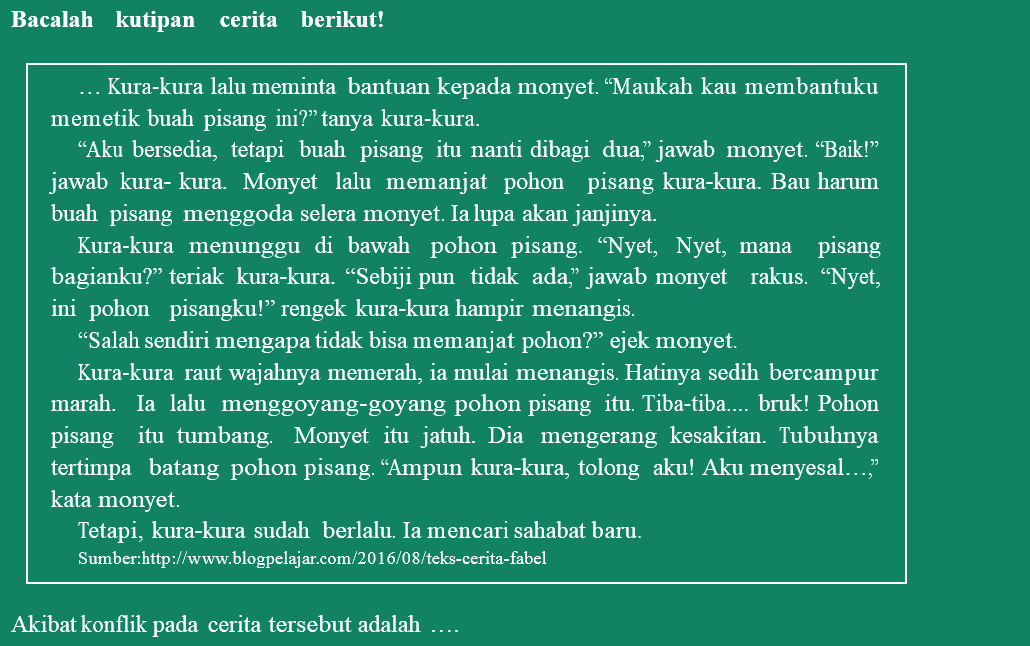 Bacalah kutipan cerita berikut!
… Kura-kura lalu meminta bantuan kepada monyet. “Maukah kau membantuku
memetik buah pisang ini?” tanya kura-kura.
“Aku bersedia, tetapi buah pisang itu nanti dibagi dua,” jawab monyet. “Baik!”
jawab kura- kura. Monyet lalu memanjat pohon pisang kura-kura. Bau harum
buah pisang menggoda selera monyet. Ia lupa akan janjinya.
Kura-kura menunggu di bawah pohon pisang. “Nyet, Nyet, mana pisang
bagianku?” teriak kura-kura. “Sebiji pun tidak ada,” jawab monyet rakus. “Nyet,
ini pohon pisangku!” rengek kura-kura hampir menangis.
“Salah sendiri mengapa tidak bisa memanjat pohon?” ejek monyet.
Kura-kura raut wajahnya memerah, ia mulai menangis. Hatinya sedih bercampur
marah. Ia lalu menggoyang-goyang pohon pisang itu. Tiba-tiba.... bruk! Pohon
pisang itu tumbang. Monyet itu jatuh. Dia mengerang kesakitan. Tubuhnya
tertimpa batang pohon pisang. “Ampun kura-kura, tolong aku! Aku menyesal…,”
kata monyet.
Tetapi, kura-kura sudah berlalu. Ia mencari sahabat baru.
Sumber:http://www.blogpelajar.com/2016/08/teks-cerita-fabel
Akibat konflik pada cerita tersebut adalah ….